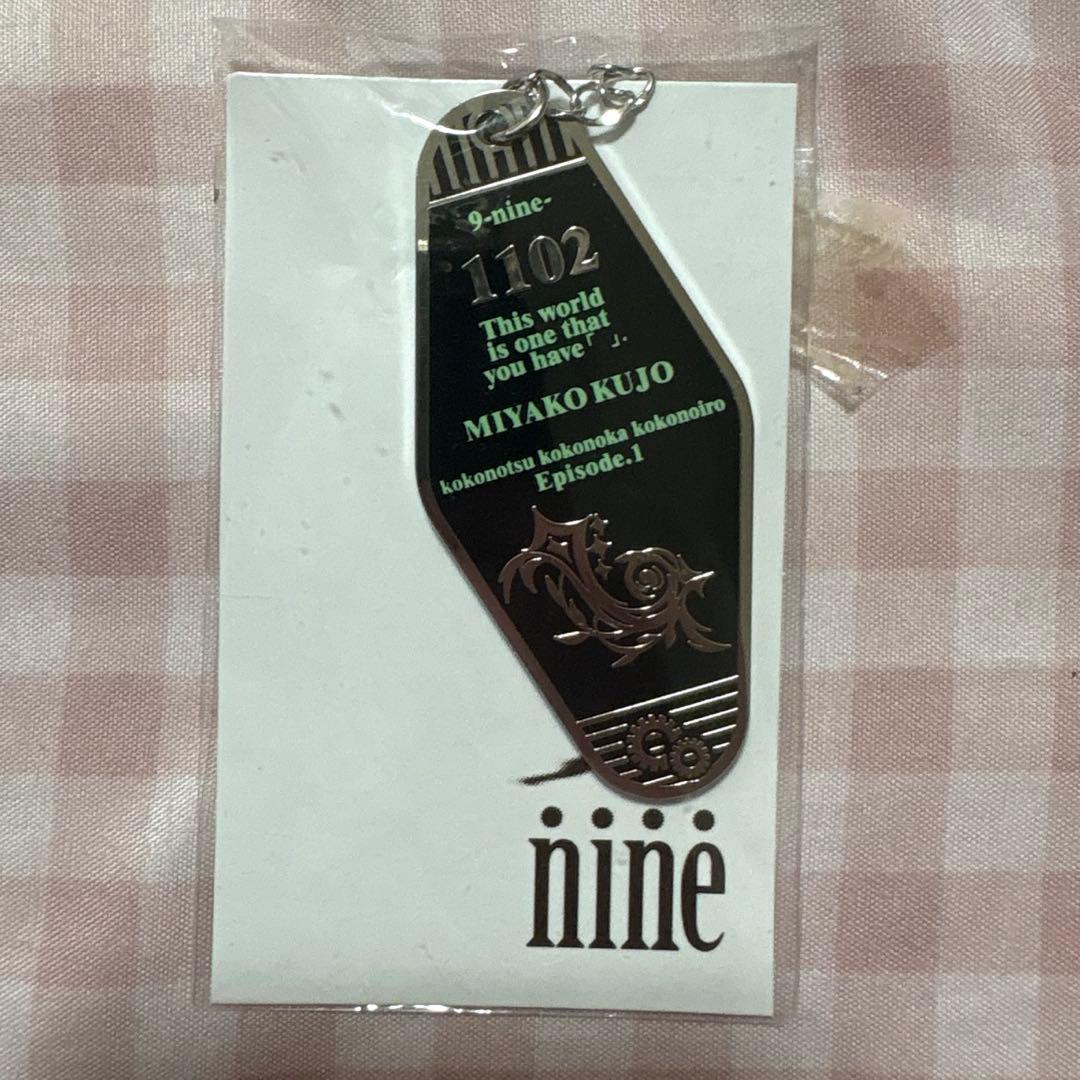 9-nine-
1102
This world
is one that
you have「 」.
MIYAKO KUJO
kokonotsu kokonoka kokonoiro
Episode.1
nine